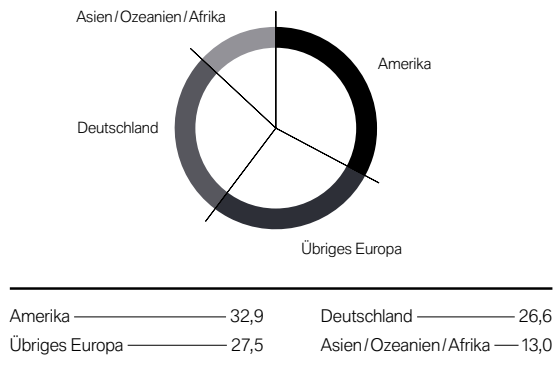 Asien/Ozeanien/Afrika
Amerika
Deutschland
Übriges Europa
Amerika 32,9
Übriges Europa 27,5
Deutschland 26,6
Asien/Ozeanien/Afrika 13,0